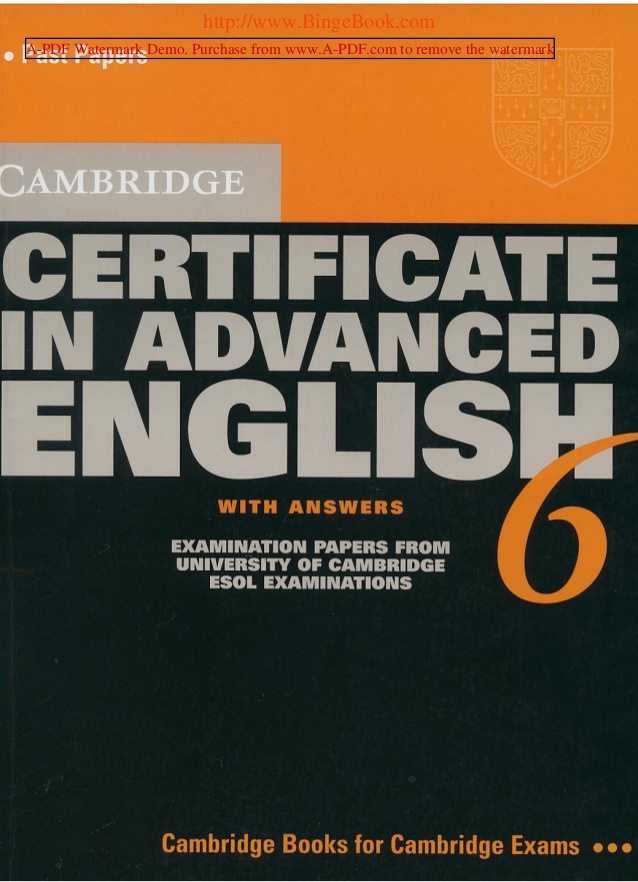 http://www.BingeBook.com
A-PDF Watermark Demo. Purchase from www.A-PDF.com to remove the watermark
• Past Papers
CAMBRIDGE
CERTIFICATE
IN ADVANCED
ENGLISH
6
WITH ANSWERS
EXAMINATION PAPERS FROM
UNIVERSITY OF CAMBRIDGE
ESOL EXAMINATIONS
Cambridge Books for Cambridge Exams •••